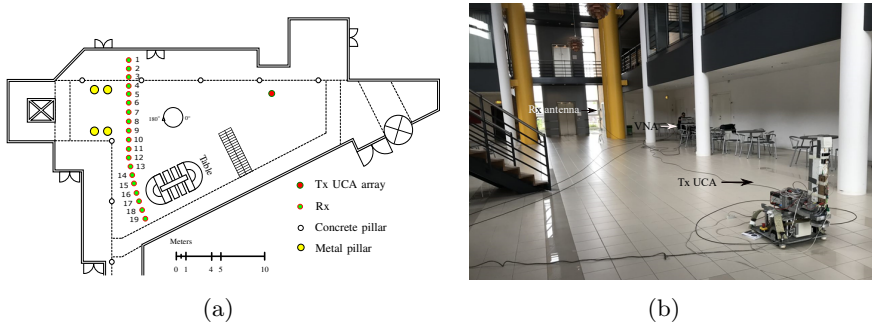 1
2
3
4
5
6
7
8
9
10
11
12
13
14
15
16
17
18
19
180° 0°
Table
Tx UCA array
Rx
Concrete pillar
Metal pillar
Meters
0 1 4 5 10
(a)
Rx antenna
VNA
Tx UCA
(b)